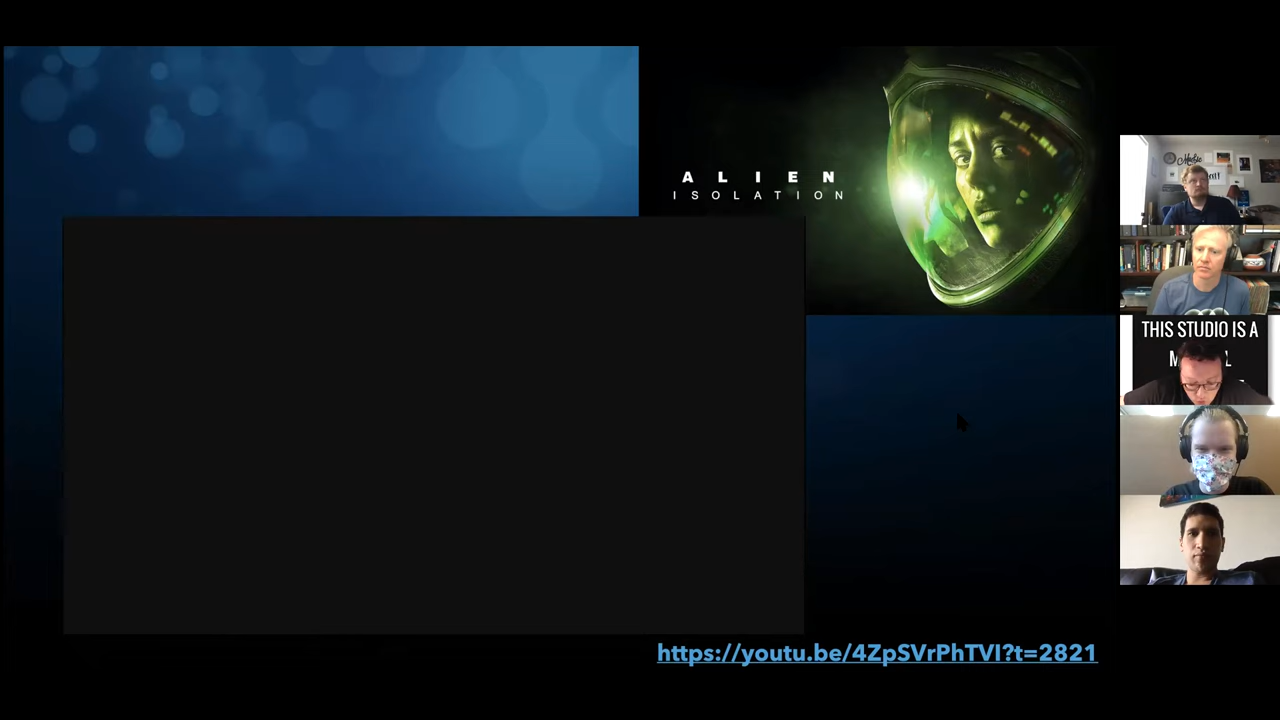 ALIEN
ISOLATION
THIS STUDIO IS A
https://youtu.be/4ZpSVrPhTVI?t=2821